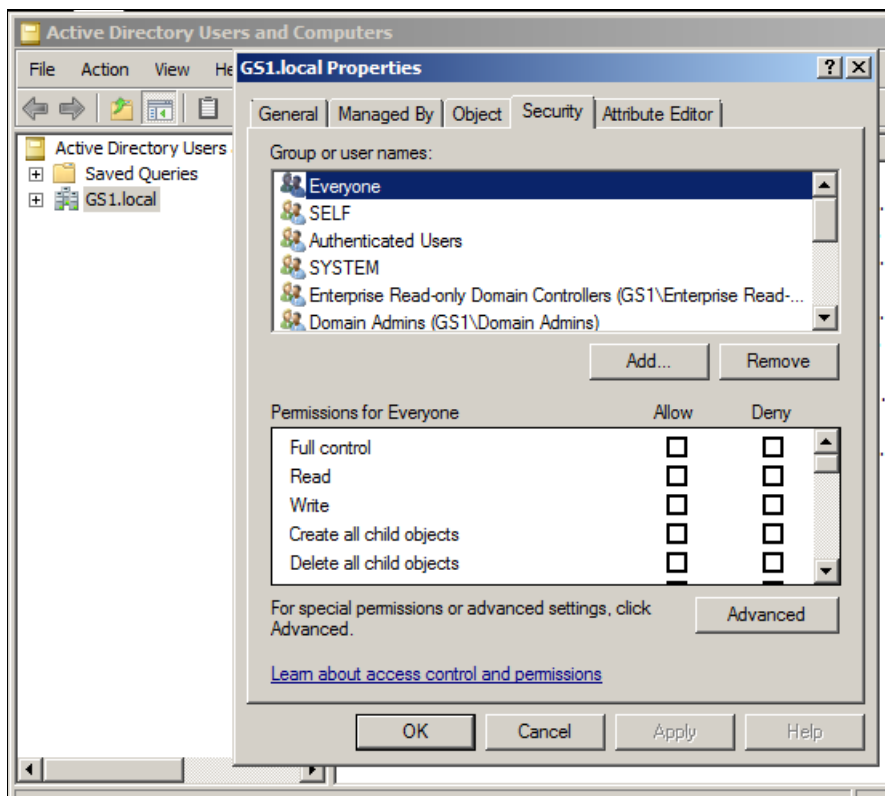 Active Directory Users and Computers
File Action View He
GS1.local Properties
General Managed By Object Security Attribute Editor
Active Directory Users
Saved Queries
GS1.local
Group or user names:
Everyone
SELF
Authenticated Users
SYSTEM
Enterprise Read-only Domain Controllers (GS1\Enterprise Read-...
Domain Admins (GS1\Domain Admins)
Add... Remove
Permissions for Everyone Allow Deny
Full control
Read
Write
Create all child objects
Delete all child objects
For special permissions or advanced settings, click
Advanced.
Advanced
Learn about access control and permissions
OK Cancel Apply Help